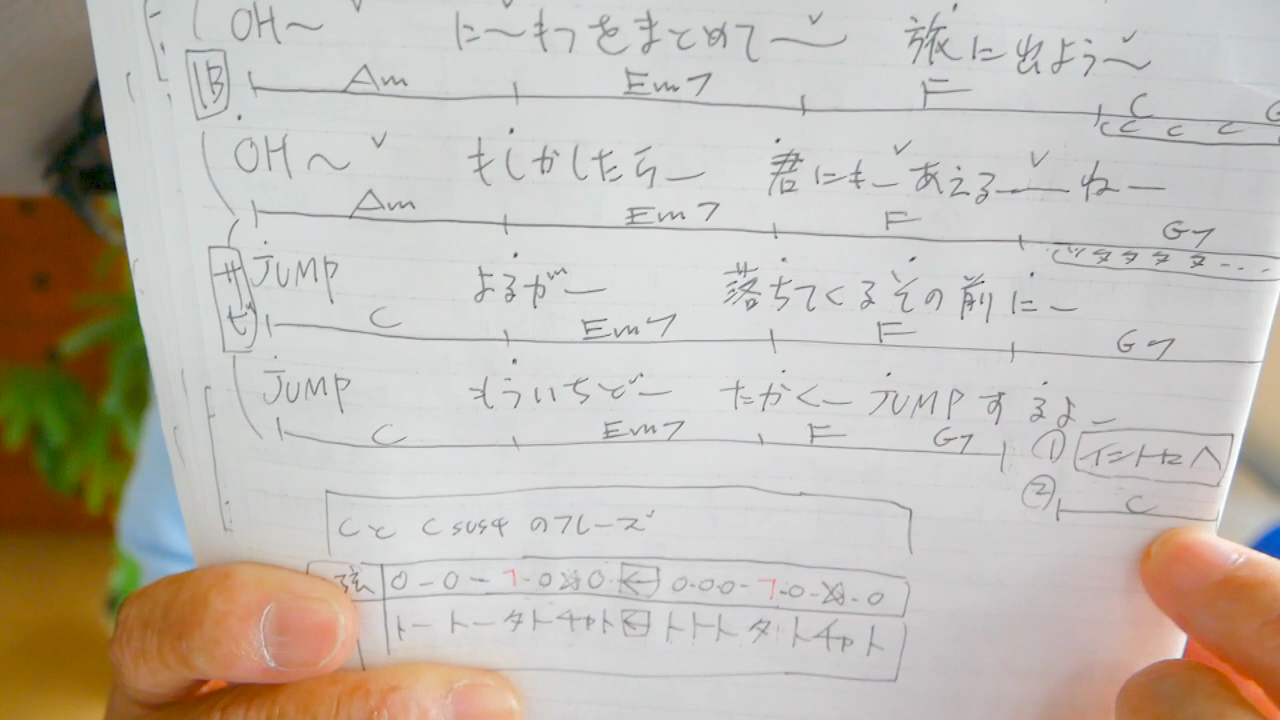 OH〜 に〜もつをまとめて〜 旅に出よう〜
1B Am Em7 F C G
C C C C
OH〜 もしかしたらー 君にもーあえるーーねー
Am Em7 F G7
タタタタ・・・
サビ JUMP よるがー 落ちてくるその前にー
C Em7 F G7
JUMP もういちどー たかくーJUMPするよー
C Em7 F G7 ① イントロへ
② C
CとCsus4のフレーズ
弦 0-0-7-0 0 ← 0-0-0-7-0- -0
トートータトチャト ← トトトタトチャト